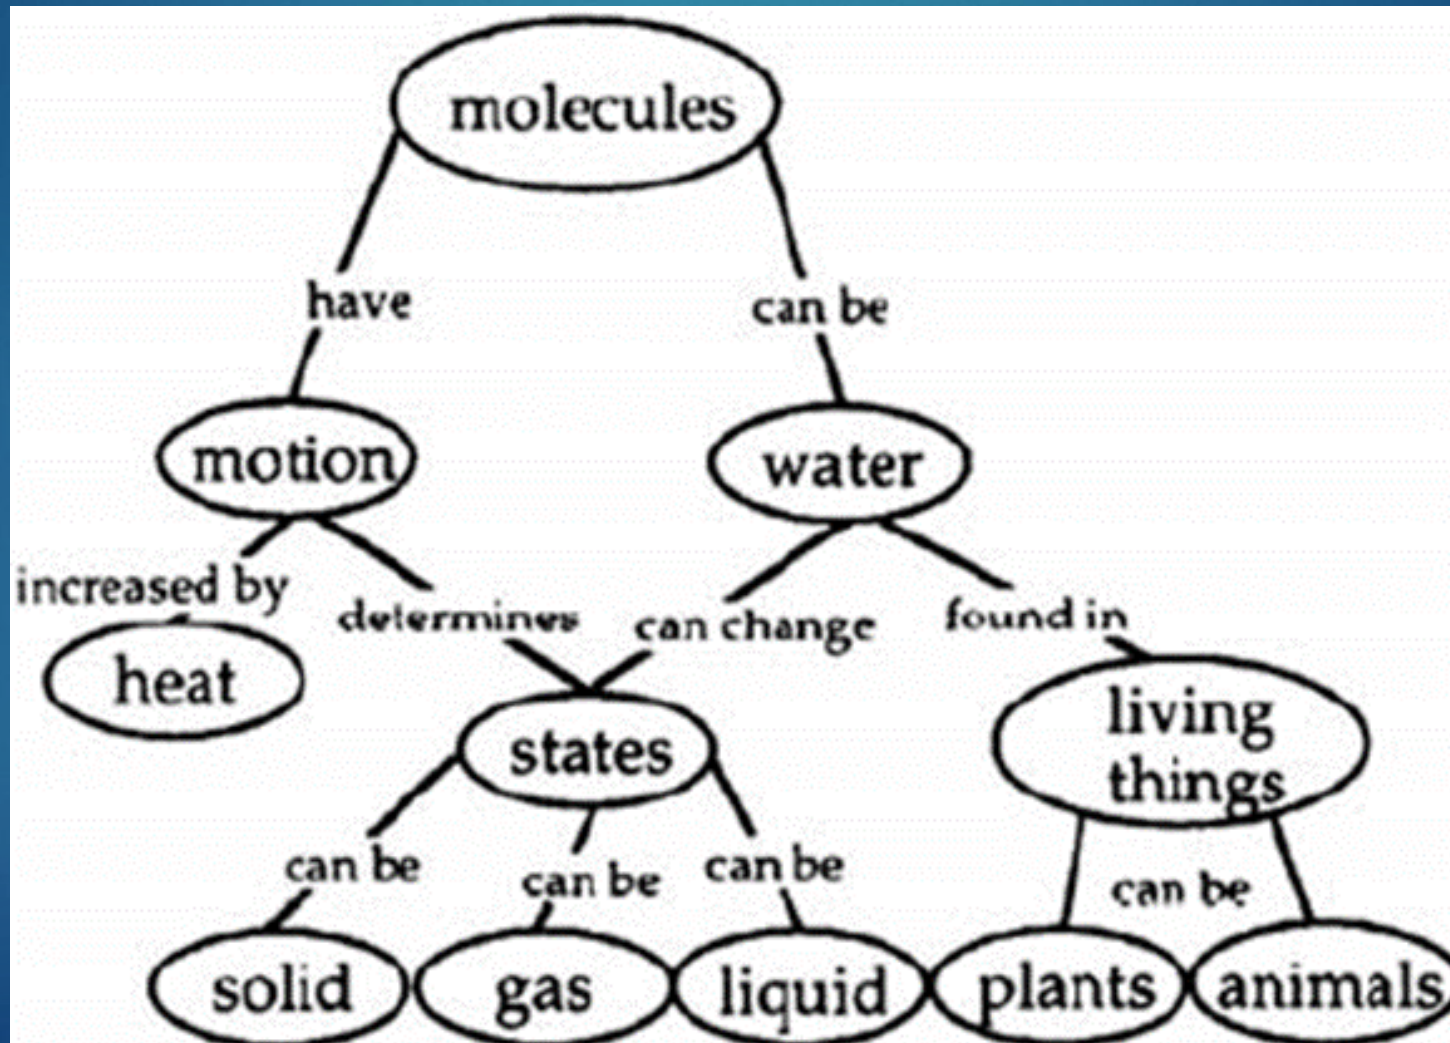 molecules
have
can be
motion
water
increased by
determines
can change
found in
heat
states
living
things
can be
can be
can be
can be
solid
gas
liquid
plants
animals